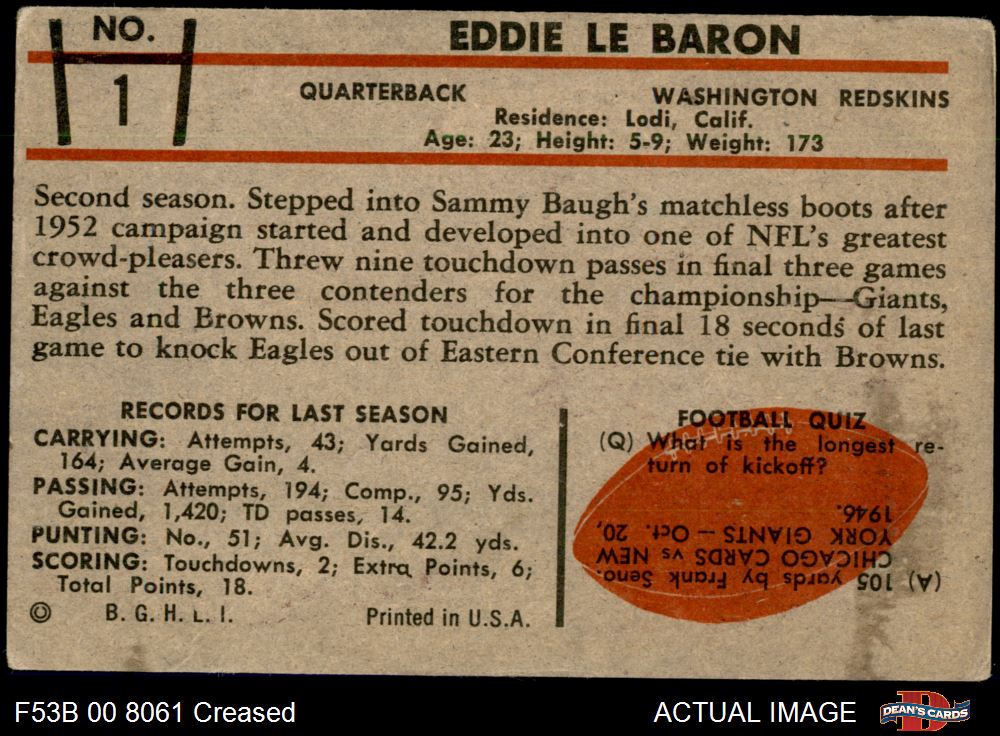 NO.
1
EDDIE LE BARON
QUARTERBACK WASHINGTON REDSKINS
Residence: Lodi, Calif.
Age: 23; Height: 5-9; Weight: 173
Second season. Stepped into Sammy Baugh's matchless boots after
1952 campaign started and developed into one of NFL's greatest
crowd-pleasers. Threw nine touchdown passes in final three games
against the three contenders for the championship—Giants,
Eagles and Browns. Scored touchdown in final 18 seconds of last
game to knock Eagles out of Eastern Conference tie with Browns.
RECORDS FOR LAST SEASON
CARRYING: Attempts, 43; Yards Gained,
164; Average Gain, 4.
PASSING: Attempts, 194; Comp., 95; Yds.
Gained, 1,420; TD passes, 14.
PUNTING: No., 51; Avg. Dis., 42.2 yds.
SCORING: Touchdowns, 2; Extra Points, 6;
Total Points, 18.
© B. G. H. L. I. Printed in U.S.A.
FOOTBALL QUIZ
(Q) What is the longest re-
turn of kickoff?
(A) 105 yards by Frank Seno.
CHICAGO CARDS vs NEW
YORK GIANTS – Oct. 20,
1946.
F53B 00 8061 Creased
ACTUAL IMAGE
DEAN'S CARDS